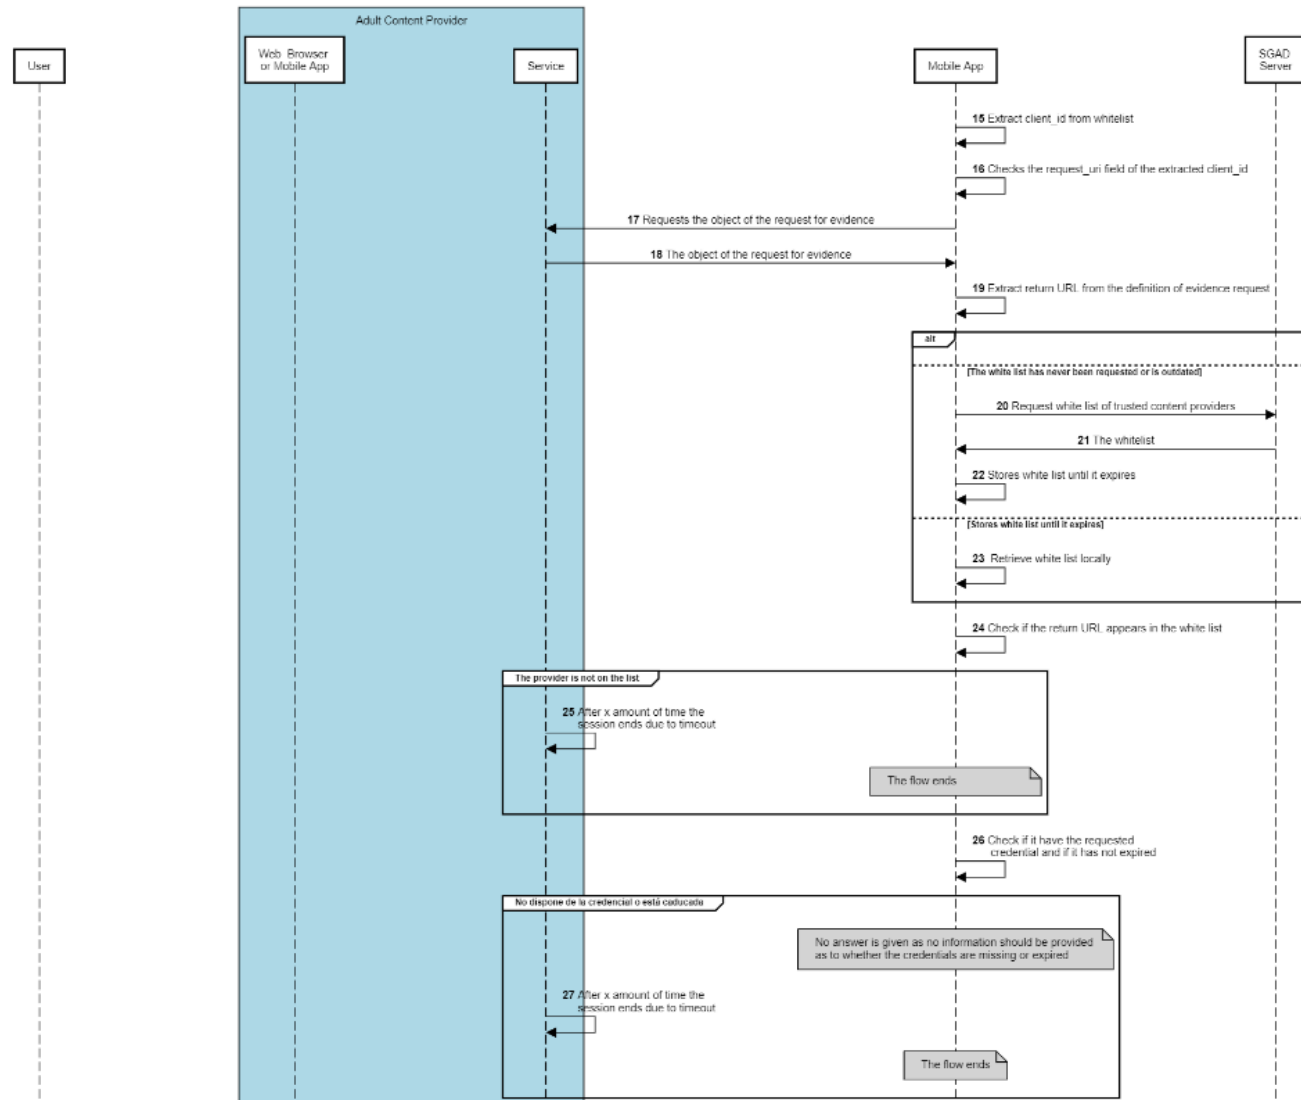 Adult Content Provider
User
Web Browser
or Mobile App
Service
Mobile App
SGAD
Server
15 Extract client_id from whitelist
16 Checks the request_uri field of the extracted client_id
17 Requests the object of the request for evidence
18 The object of the request for evidence
19 Extract return URL from the definition of evidence request
alt
[The white list has never been requested or is outdated]
20 Request white list of trusted content providers
21 The whitelist
22 Stores white list until it expires
[Stores white list until it expires]
23 Retrieve white list locally
24 Check if the return URL appears in the white list
The provider is not on the list
25 After x amount of time the
session ends due to timeout
The flow ends
26 Check if it have the requested
credential and if it has not expired
No dispone de la credencial o está caducada
No answer is given as no information should be provided
as to whether the credentials are missing or expired
27 After x amount of time the
session ends due to timeout
The flow ends